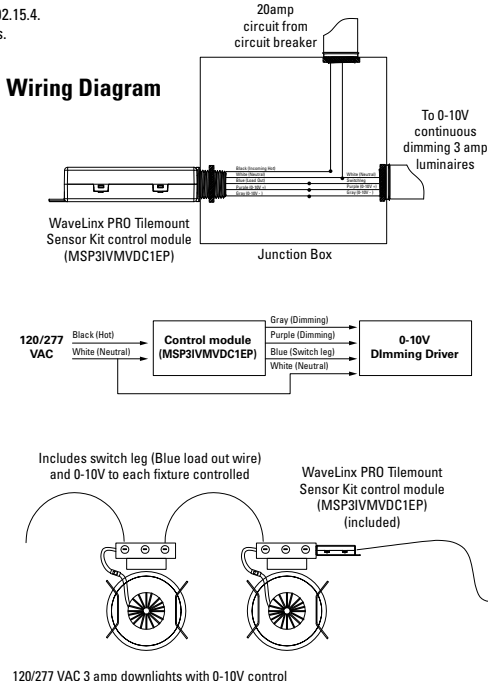 02.15.4.
s.
20amp
circuit from
circuit breaker
Wiring Diagram
To 0-10V
continuous
dimming 3 amp
luminaires
Black (Incoming Hot)
White (Neutral)
Blue (Load Out)
Purple (0-10V +)
Gray (0-10V - )
White (Neutral)
Switchleg
Purple (0-10V +)
Gray (0-10V - )
WaveLinx PRO Tilemount
Sensor Kit control module
(MSP3IVMVDC1EP)
Junction Box
120/277
VAC
Black (Hot)
White (Neutral)
Control module
(MSP3IVMVDC1EP)
Gray (Dimming)
Purple (Dimming)
Blue (Switch leg)
White (Neutral)
0-10V
DImming Driver
Includes switch leg (Blue load out wire)
and 0-10V to each fixture controlled
WaveLinx PRO Tilemount
Sensor Kit control module
(MSP3IVMVDC1EP)
(included)
120/277 VAC 3 amp downlights with 0-10V control